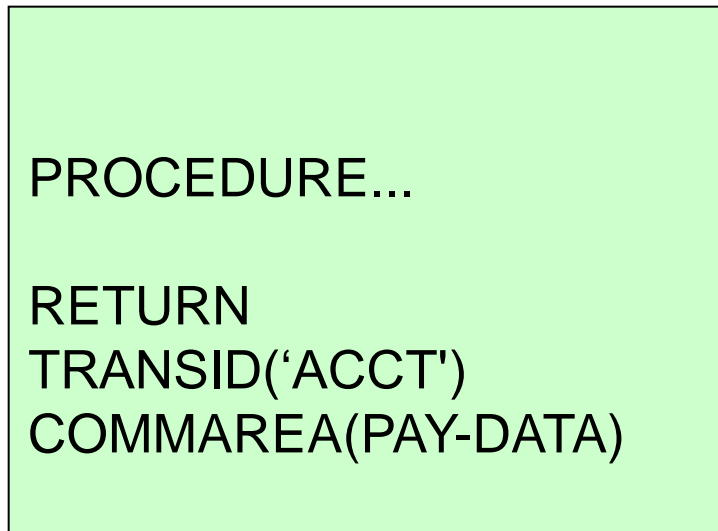 PROCEDURE...
RETURN
TRANSID(‘ACCT')
COMMAREA(PAY-DATA)